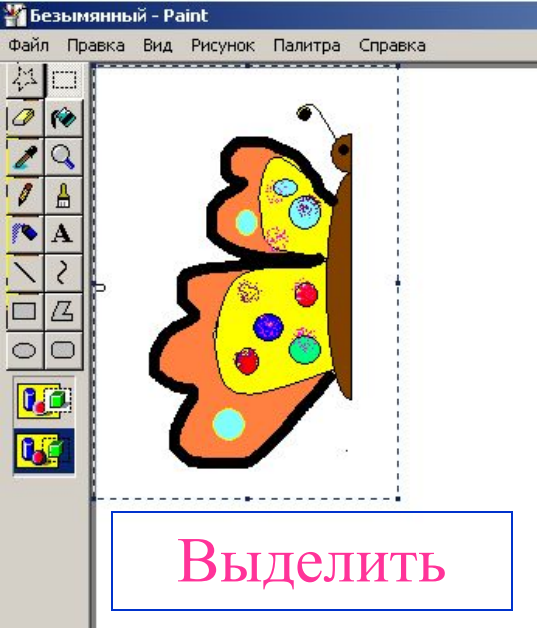 Безымянный - Paint
Файл Правка Вид Рисунок Палитра Справка
A
Выделить